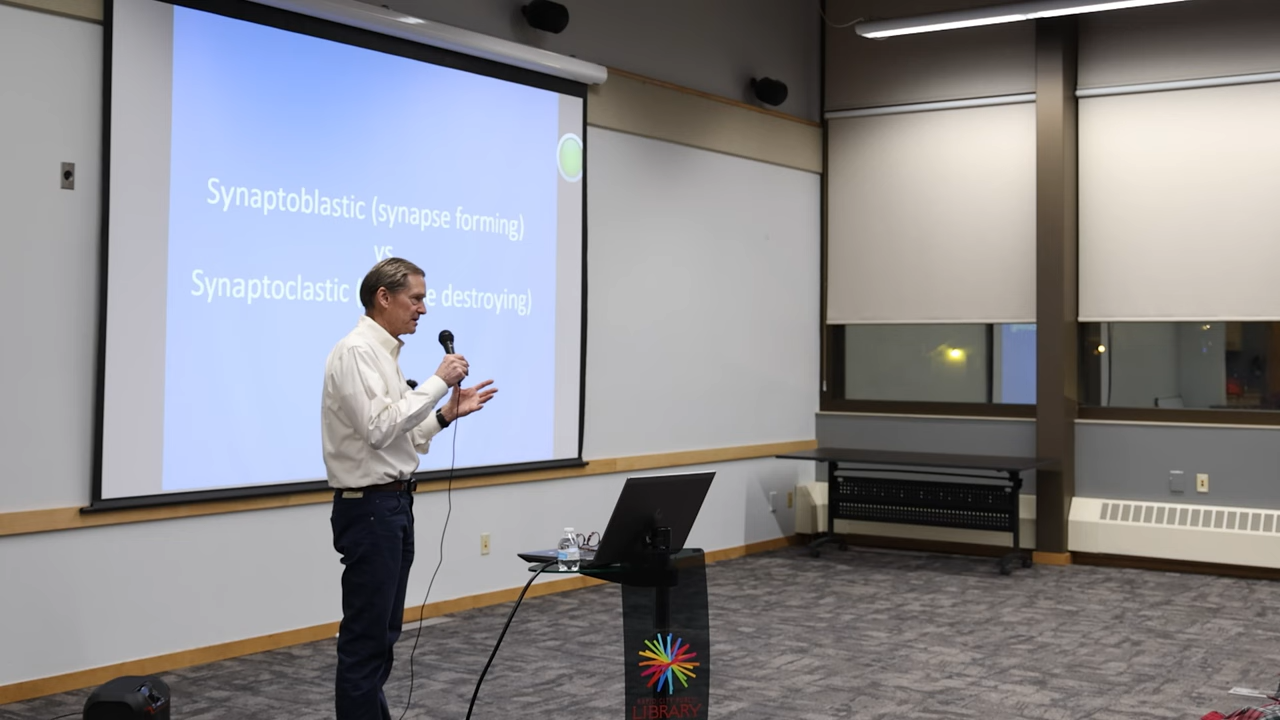 Synaptoblastic (synapse forming)
vs
Synaptoclastic ( e destroying)
LIBRARY